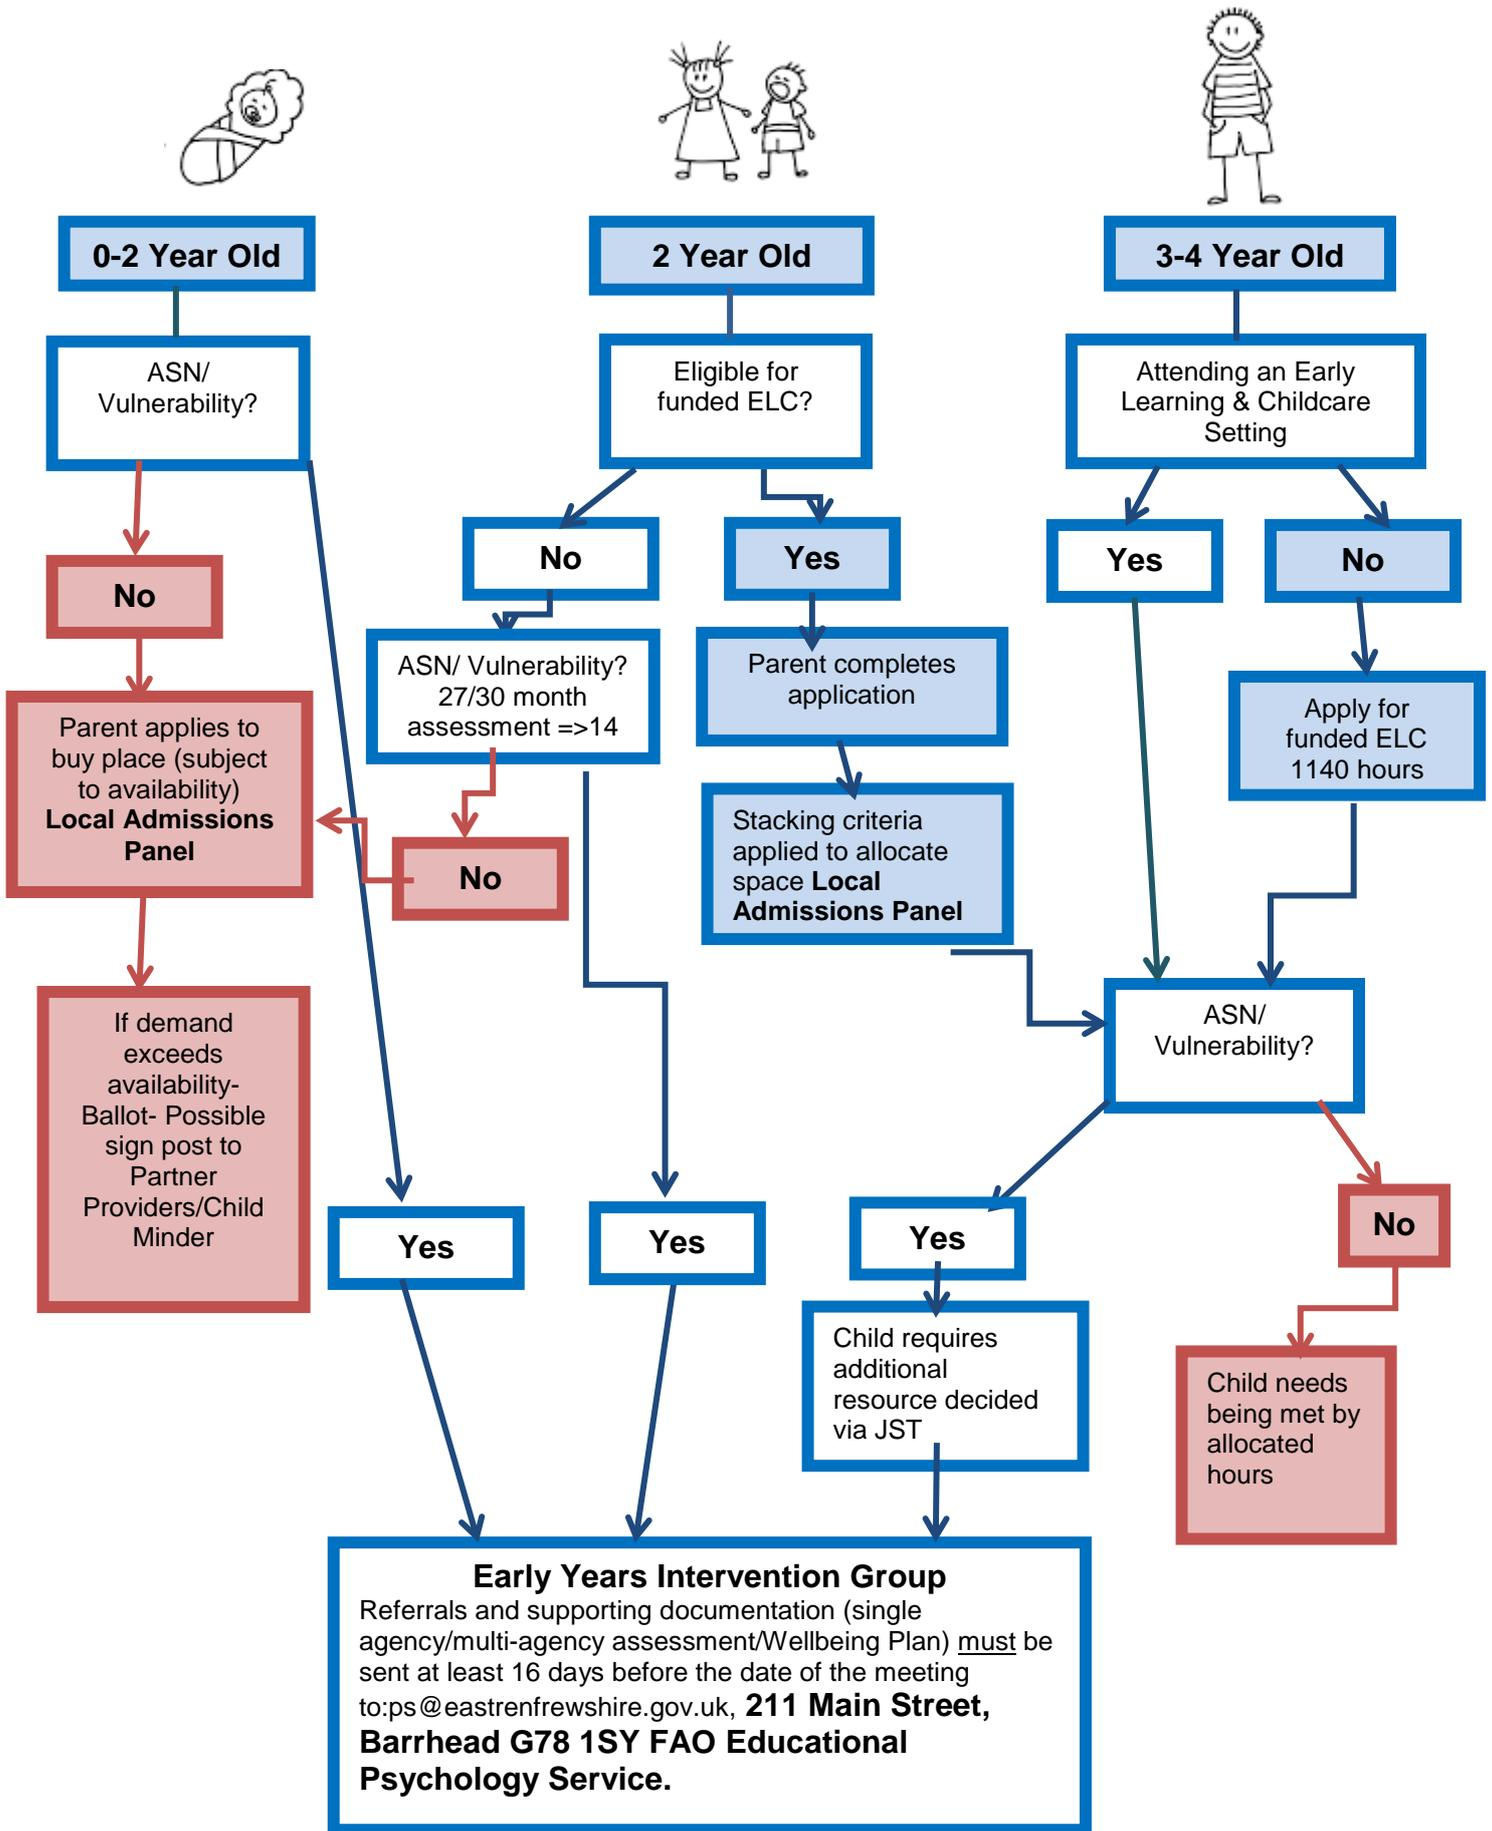 0-2 Year Old
2 Year Old
3-4 Year Old
ASN/
Vulnerability?
Eligible for
funded ELC?
Attending an Early
Learning & Childcare
Setting
No
No
Yes
Yes
No
Parent applies to
buy place (subject
to availability)
Local Admissions
Panel
ASN/ Vulnerability?
27/30 month
assessment =>14
Parent completes
application
Apply for
funded ELC
1140 hours
No
Stacking criteria
applied to allocate
space Local
Admissions Panel
If demand
exceeds
availability-
Ballot- Possible
sign post to
Partner
Providers/Child
Minder
ASN/
Vulnerability?
Yes
Yes
Yes
No
Child requires
additional
resource decided
via JST
Child needs
being met by
allocated
hours
Early Years Intervention Group
Referrals and supporting documentation (single
agency/multi-agency assessment/Wellbeing Plan) must be
sent at least 16 days before the date of the meeting
to:ps@eastrenfrewshire.gov.uk, 211 Main Street,
Barrhead G78 1SY FAO Educational
Psychology Service.